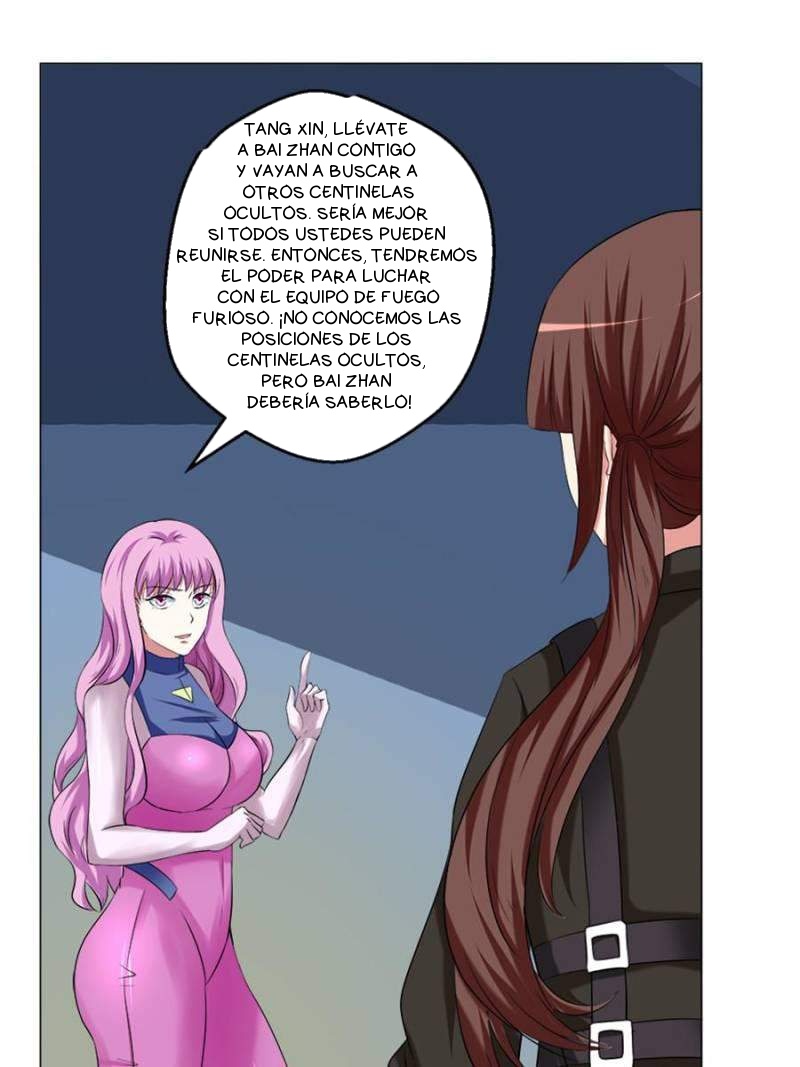 TANG XIN, LLÉVATE
A BAI ZHAN CONTIGO
Y VAYAN A BUSCAR A
OTROS CENTINELAS
OCULTOS. SERÍA MEJOR
SI TODOS USTEDES PUEDEN
REUNIRSE. ENTONCES, TENDREMOS
EL PODER PARA LUCHAR
CON EL EQUIPO DE FUEGO
FURIOSO. ¡NO CONOCEMOS LAS
POSICIONES DE LOS
CENTINELAS OCULTOS,
PERO BAI ZHAN
DEBERÍA SABERLO!